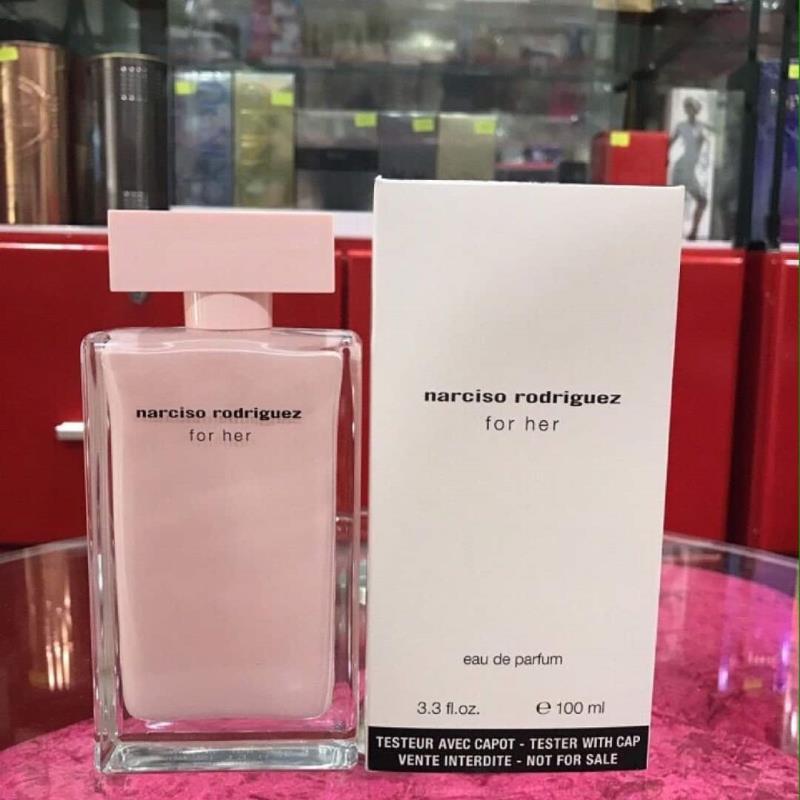 narciso rodriguez
for her
narciso rodriguez
for her
eau de parfum
3.3 fl.oz. ℮ 100 ml
TESTEUR AVEC CAPOT - TESTER WITH CAP
VENTE INTERDITE - NOT FOR SALE